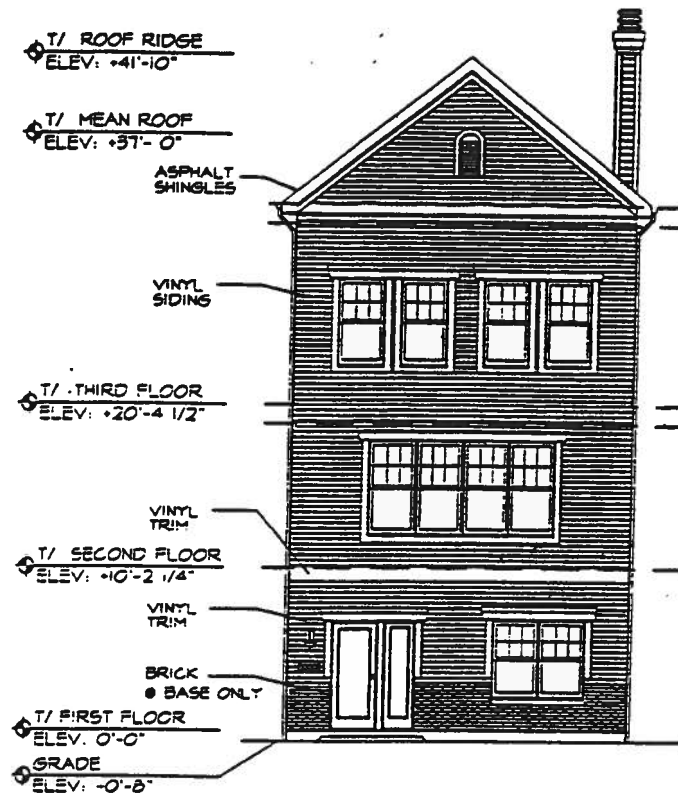 T/ ROOF RIDGE
ELEV: +41'-10"
T/ MEAN ROOF
ELEV: +37'-0"
ASPHALT
SHINGLES
VINYL
SIDING
T/ THIRD FLOOR
ELEV: +20'-4 1/2"
VINYL
TRIM
T/ SECOND FLOOR
ELEV: +10'-2 1/4"
VINYL
TRIM
BRICK
@ BASE ONLY
T/ FIRST FLOOR
ELEV. 0'-0"
GRADE
ELEV: -0'-8"